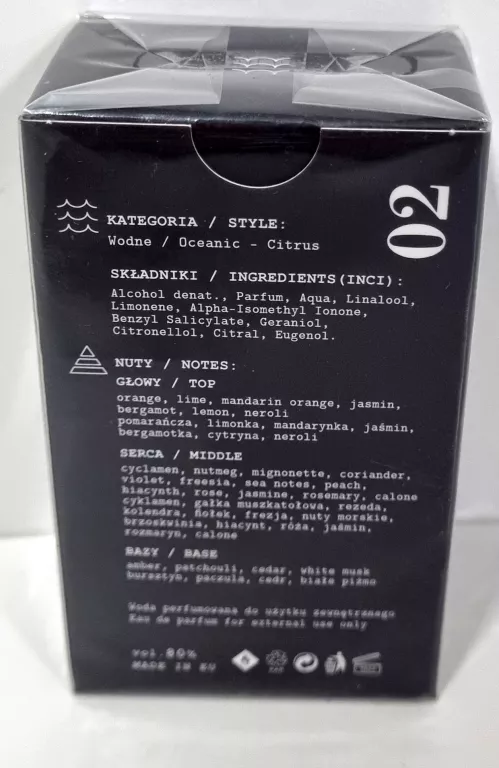 02
KATEGORIA / STYLE:
Wodne / Oceanic - Citrus
SKŁADNIKI / INGREDIENTS(INCI):
Alcohol denat., Parfum, Aqua, Linalool,
Limonene, Alpha-Isomethyl Ionone,
Benzyl Salicylate, Geraniol,
Citronellol, Citral, Eugenol.
NUTY / NOTES:
GŁOWY / TOP
orange, lime, mandarin orange, jasmin,
bergamot, lemon, neroli
pomarańcza, limonka, mandarynka, jaśmin,
bergamotka, cytryna, neroli
SERCA / MIDDLE
cyclamen, nutmeg, mignonette, coriander,
violet, freesia, sea notes, peach,
hiacynth, rose, jasmine, rosemary, calone
cyklamen, gałka muszkatołowa, rezeda,
kolendra, fiołek, frezja, nuty morskie,
brzoskwinia, hiacynt, róża, jaśmin,
rozmaryn, calone
BAZY / BASE
amber, patchouli, cedar, white musk
bursztyn, paczula, cedr, białe piżmo
Woda perfumowana do użytku zewnętrznego
Eau de parfum for external use only
vol.80%
MADE IN EU